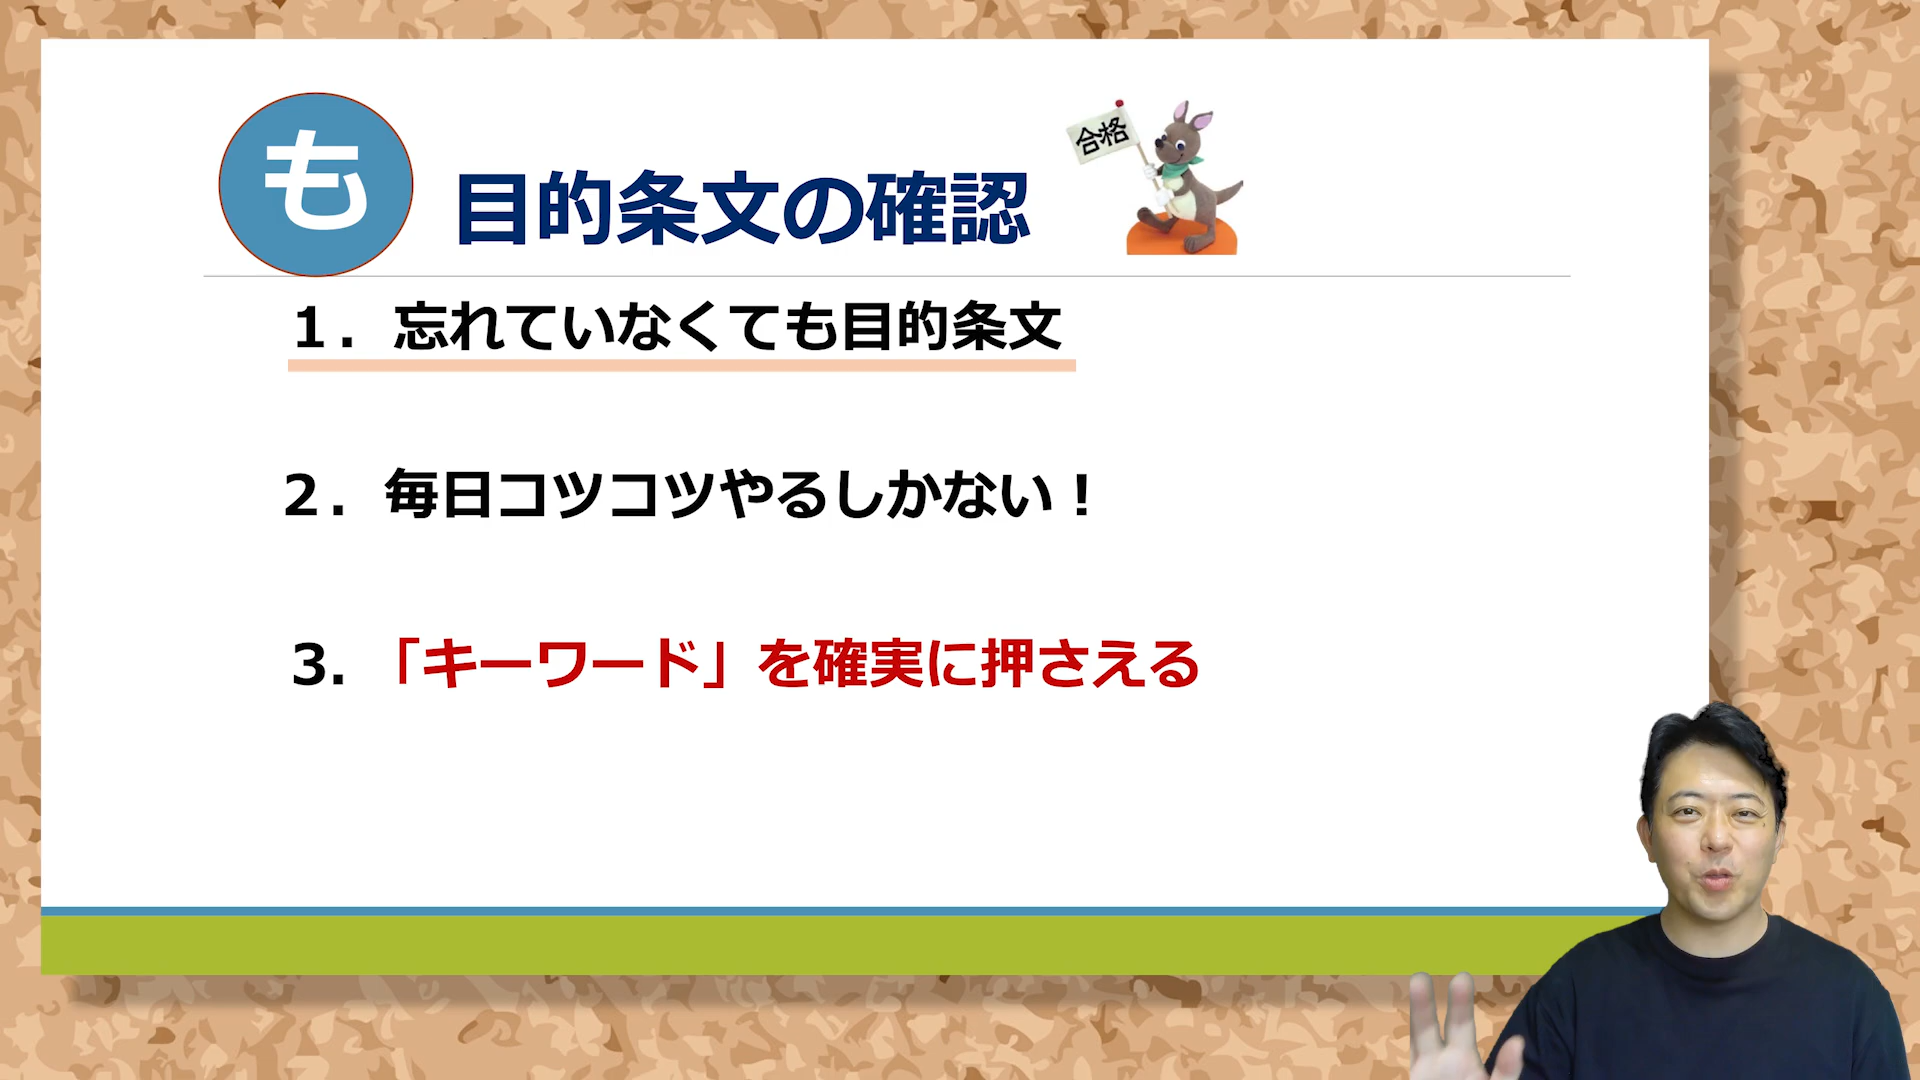 も
目的条文の確認
合格
１．忘れていなくても目的条文
２．毎日コツコツやるしかない！
3.「キーワード」を確実に押さえる